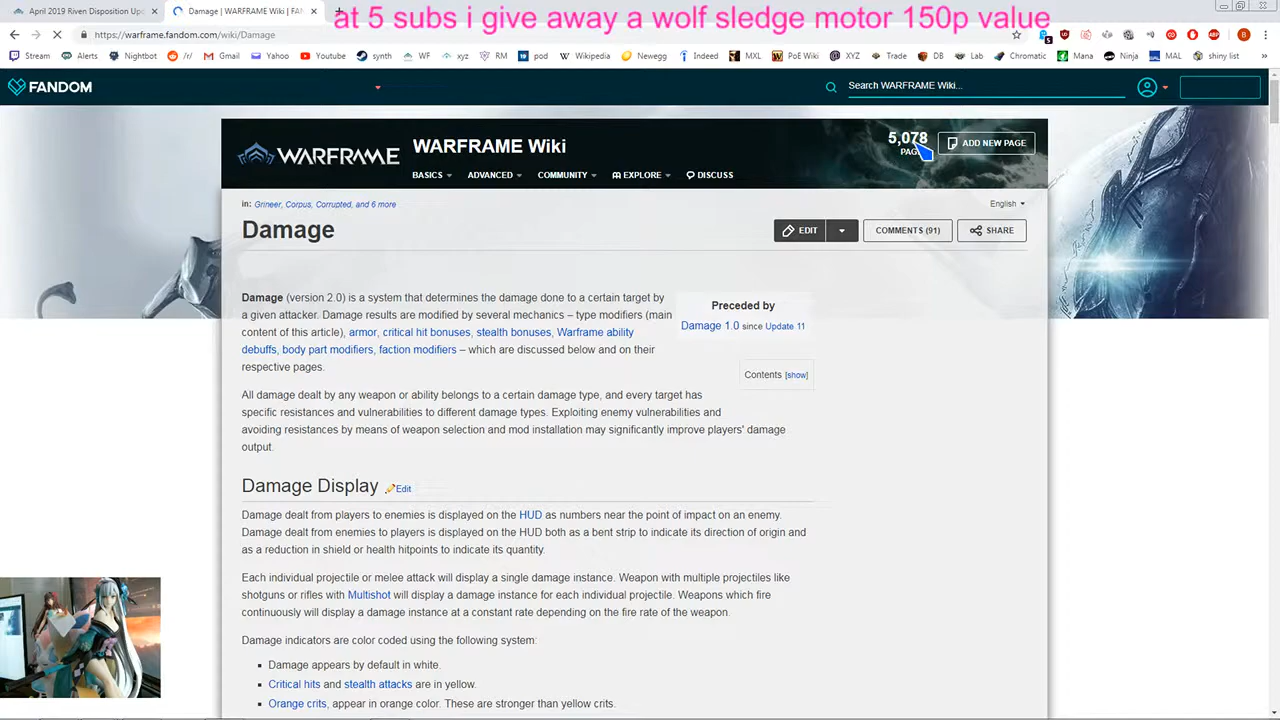 at 5 subs i give away a wolf sledge motor 150p value
April 2019 Riven Disposition Up
Damage | WARFRAME Wiki | FAN
https://warframe.fandom.com/wiki/Damage
Stream Alerts Nightbot /r/ Gmail Yahoo Youtube synth WF xyz RM pod Wikipedia Newegg Indeed MXL PoE Wiki XYZ Trade DB Lab Chromatic Mana Ninja MAL shiny list
FANDOM
Search WARFRAME Wiki...
WARFRAME
WARFRAME Wiki
5,078
ADD NEW PAGE
BASICS ADVANCED COMMUNITY EXPLORE DISCUSS
in: Grineer, Corpus, Corrupted, and 6 more
English
Damage
EDIT
COMMENTS (91)
SHARE
Damage (version 2.0) is a system that determines the damage done to a certain target by
a given attacker. Damage results are modified by several mechanics – type modifiers (main
content of this article), armor, critical hit bonuses, stealth bonuses, Warframe ability
debuffs, body part modifiers, faction modifiers – which are discussed below and on their
respective pages.
Preceded by
Damage 1.0 since Update 11
Contents [show]
All damage dealt by any weapon or ability belongs to a certain damage type, and every target has
specific resistances and vulnerabilities to different damage types. Exploiting enemy vulnerabilities and
avoiding resistances by means of weapon selection and mod installation may significantly improve players' damage
output.
Damage Display Edit
Damage dealt from players to enemies is displayed on the HUD as numbers near the point of impact on an enemy.
Damage dealt from enemies to players is displayed on the HUD both as a bent strip to indicate its direction of origin and
as a reduction in shield or health hitpoints to indicate its quantity.
Each individual projectile or melee attack will display a single damage instance. Weapon with multiple projectiles like
shotguns or rifles with Multishot will display a damage instance for each individual projectile. Weapons which fire
continuously will display a damage instance at a constant rate depending on the fire rate of the weapon.
Damage indicators are color coded using the following system:
Damage appears by default in white.
Critical hits and stealth attacks are in yellow.
Orange crits, appear in orange color. These are stronger than yellow crits.